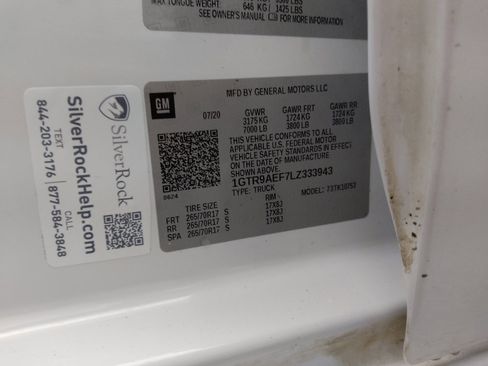 MAX TONGUE WEIGHT:
646 KG / 1425 LBS
SEE OWNER'S MANUAL FOR MORE INFORMATION
GM
MFD BY GENERAL MOTORS LLC
07/20
GVWR GAWR FRT GAWR RR
3175 KG 1724 KG 1724 KG
7000 LB 3800 LB 3800 LB
THIS VEHICLE CONFORMS TO ALL
APPLICABLE U.S. FEDERAL MOTOR
VEHICLE SAFETY STANDARDS IN EFFECT
ON THE DATE OF MANUFACTURE
SHOWN ABOVE.
1GTR9AEF7LZ333943
TYPE: TRUCK MODEL: T3TK10753
0624
TIRE SIZE RIM
FRT 265/70R17 S 17X8J
RR 265/70R17 S 17X8J
SPA 265/70R17 S 17X8J
SilverRock
SilverRockHelp.com
TEXT CALL
844-203-3176 877-584-3848